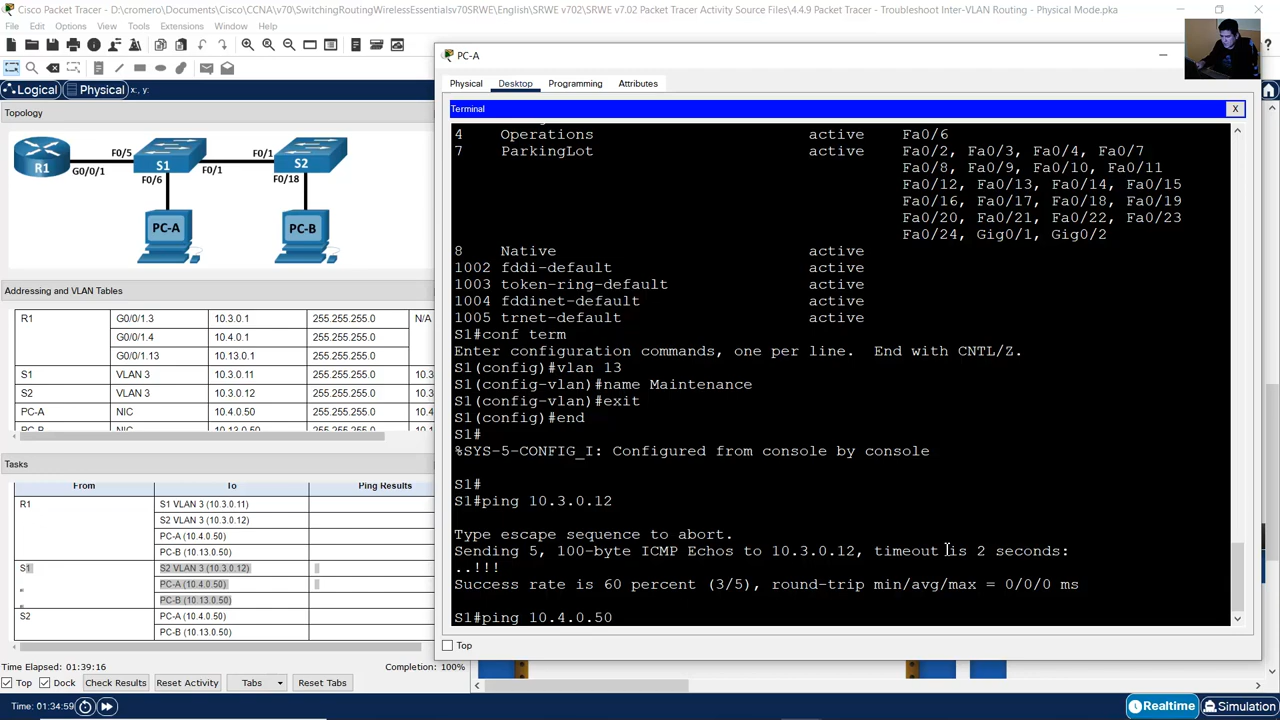 Cisco Packet Tracer - D:\cromero\Documents\Cisco\CCNA\v70\SwitchingRoutingWirelessEssentialsv70SRWE\English\SRWE v702\SRWE v7.02 Packet Tracer Activity Source Files\4.4.9 Packet Tracer - Troubleshoot Inter-VLAN Routing - Physical Mode.pka
File Edit Options View Tools Extensions Window Help
Logical Physical x:, y:
Topology
R1 F0/5 S1 F0/1 S2
G0/0/1 F0/1
F0/6 F0/18
PC-A PC-B
Addressing and VLAN Tables
R1 G0/0/1.3 10.3.0.1 255.255.255.0 N/A
G0/0/1.4 10.4.0.1 255.255.255.0
G0/0/1.13 10.13.0.1 255.255.255.0
S1 VLAN 3 10.3.0.11 255.255.255.0 10.3
S2 VLAN 3 10.3.0.12 255.255.255.0 10.3
PC-A NIC 10.4.0.50 255.255.255.0 10.4
PC-B NIC 10.13.0.50 255.255.255.0
Tasks
From To Ping Results
R1 S1 VLAN 3 (10.3.0.11)
S2 VLAN 3 (10.3.0.12)
PC-A (10.4.0.50)
PC-B (10.13.0.50)
S1 S2 VLAN 3 (10.3.0.12)
" PC-A (10.4.0.50)
" PC-B (10.13.0.50)
S2 PC-A (10.4.0.50)
PC-B (10.13.0.50)
Time Elapsed: 01:39:16 Completion: 100%
Top Dock Check Results Reset Activity Tabs Reset Tabs
Time: 01:34:59
Realtime Simulation
PC-A
Physical Desktop Programming Attributes
Terminal X
4 Operations active Fa0/6
7 ParkingLot active Fa0/2, Fa0/3, Fa0/4, Fa0/7
Fa0/8, Fa0/9, Fa0/10, Fa0/11
Fa0/12, Fa0/13, Fa0/14, Fa0/15
Fa0/16, Fa0/17, Fa0/18, Fa0/19
Fa0/20, Fa0/21, Fa0/22, Fa0/23
Fa0/24, Gig0/1, Gig0/2
8 Native active
1002 fddi-default active
1003 token-ring-default active
1004 fddinet-default active
1005 trnet-default active
S1#conf term
Enter configuration commands, one per line. End with CNTL/Z.
S1(config)#vlan 13
S1(config-vlan)#name Maintenance
S1(config-vlan)#exit
S1(config)#end
S1#
%SYS-5-CONFIG_I: Configured from console by console
S1#
S1#ping 10.3.0.12
Type escape sequence to abort.
Sending 5, 100-byte ICMP Echos to 10.3.0.12, timeout is 2 seconds:
..!!!
Success rate is 60 percent (3/5), round-trip min/avg/max = 0/0/0 ms
S1#ping 10.4.0.50
Top